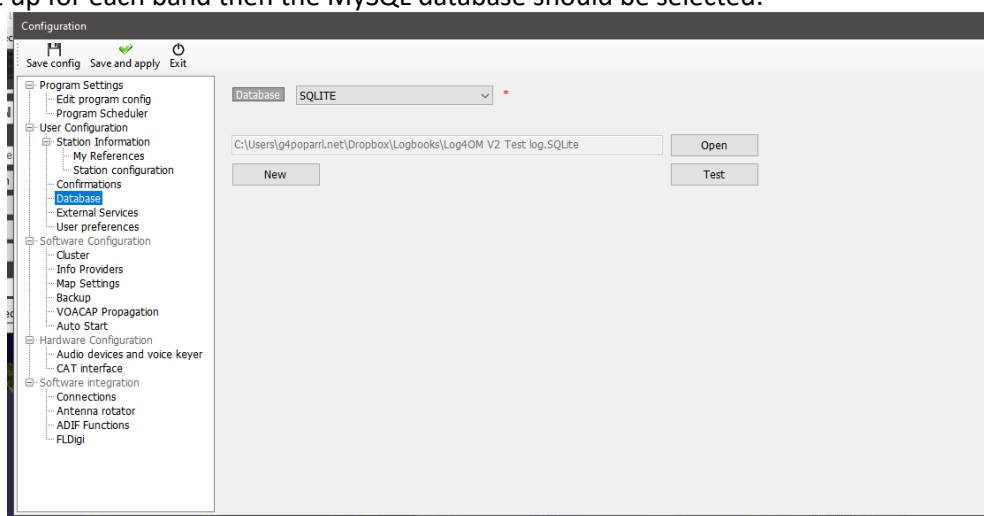 up for each band then the MySQL database should be selected.
Configuration
Save config Save and apply Exit
Program Settings
Edit program config
Program Scheduler
User Configuration
Station Information
My References
Station configuration
Confirmations
Database
External Services
User preferences
Software Configuration
Cluster
Info Providers
Map Settings
Backup
VOACAP Propagation
Auto Start
Hardware Configuration
Audio devices and voice keyer
CAT interface
Software integration
Connections
Antenna rotator
ADIF Functions
FLDigi
Database SQLITE *
C:\Users\g4poparrl.net\Dropbox\Logbooks\Log4OM V2 Test log.SQLite Open
New Test